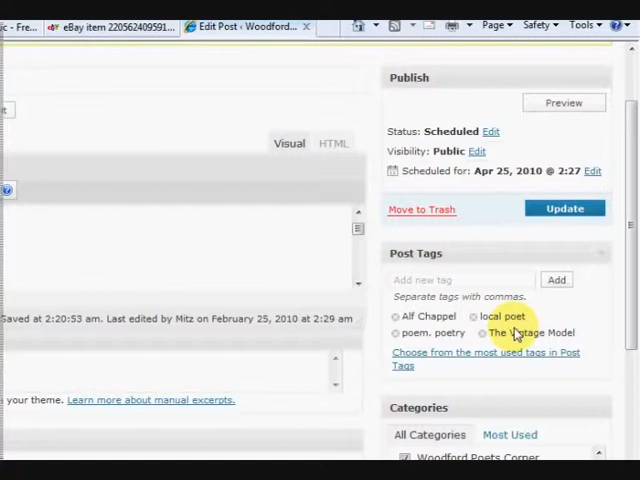 ic - Fre... eBay item 220562409591... Edit Post ‹ Woodford... × Page Safety Tools
Publish
it
Preview
Status: Scheduled Edit
Visual HTML
Visibility: Public Edit
Scheduled for: Apr 25, 2010 @ 2:27 Edit
Move to Trash Update
Post Tags
Add new tag Add
Separate tags with commas.
Saved at 2:20:53 am. Last edited by Mitz on February 25, 2010 at 2:29 am
Alf Chappel local poet
poem. poetry The Vintage Model
Choose from the most used tags in Post
Tags
your theme. Learn more about manual excerpts.
Categories
All Categories Most Used
Woodford Poets Corner